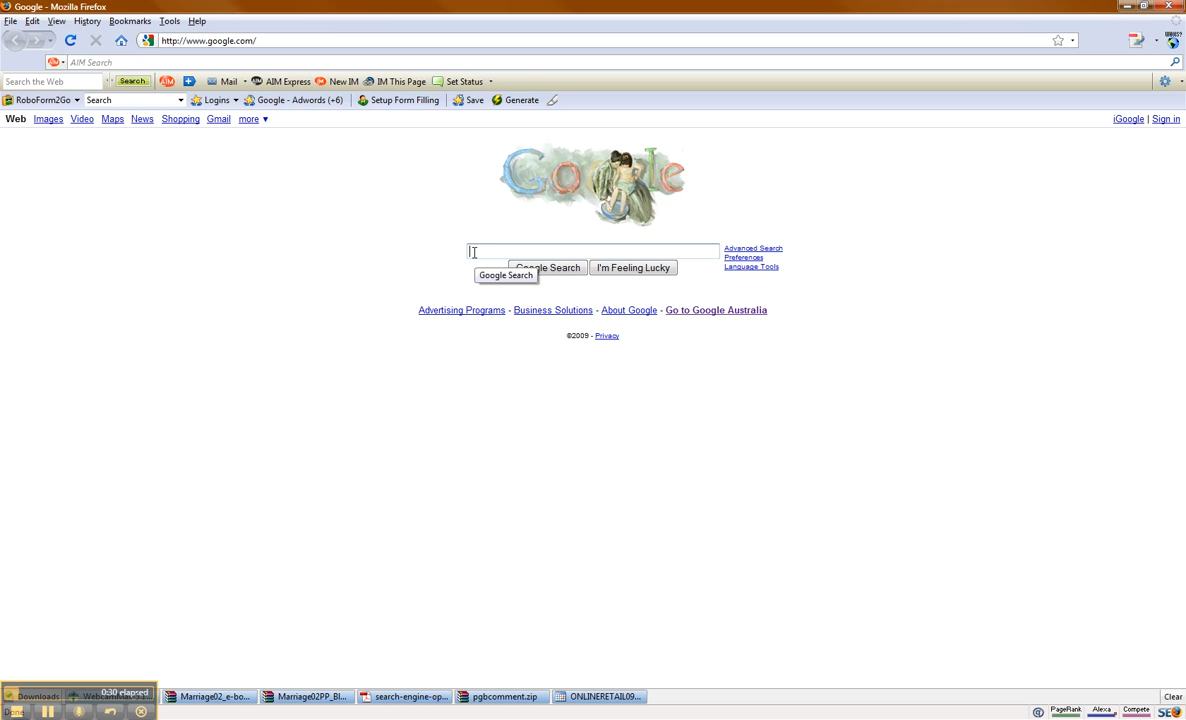 Google - Mozilla Firefox
File Edit View History Bookmarks Tools Help
http://www.google.com/
AIM Search
Search the Web Search Mail AIM Express New IM IM This Page Set Status
RoboForm2Go Search Logins Google - Adwords (+6) Setup Form Filling Save Generate
Web Images Video Maps News Shopping Gmail more ▼ iGoogle | Sign in
Google
Advanced Search
Preferences
Language Tools
Google Search I'm Feeling Lucky
Google Search
Advertising Programs - Business Solutions - About Google - Go to Google Australia
©2009 - Privacy
0:30 elapsed
Downloads Marriage02_e-bo... Marriage02PP_Bl... search-engine-op... pgbcomment.zip ONLINERETAIL09... Clear
Done PageRank Alexa Compete SEO